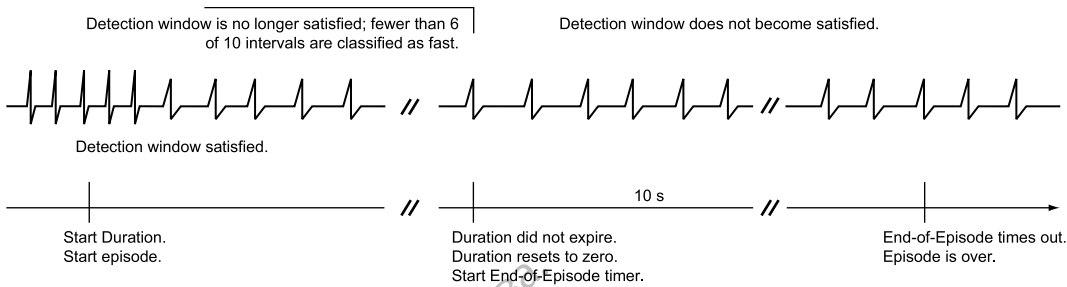 Detection window is no longer satisfied; fewer than 6
of 10 intervals are classified as fast.
Detection window does not become satisfied.
Detection window satisfied.
10 s
Start Duration.
Start episode.
Duration did not expire.
Duration resets to zero.
Start End-of-Episode timer.
End-of-Episode times out.
Episode is over.